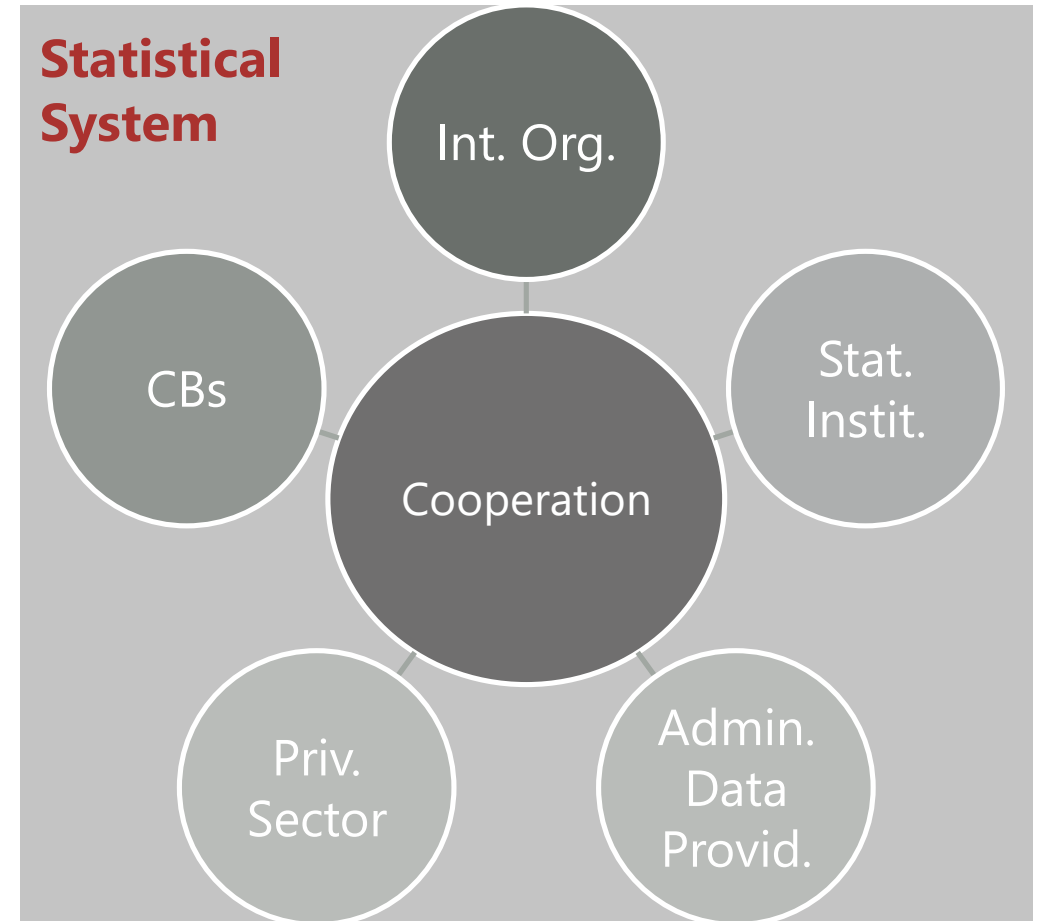 Statistical
System
Int. Org.
CBs
Stat.
Instit.
Cooperation
Priv.
Sector
Admin.
Data
Provid.